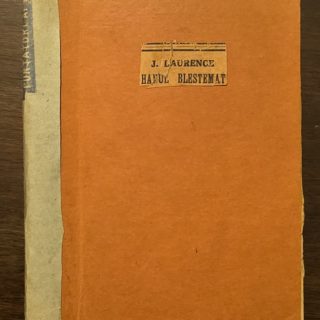 J. LAURENCE
HANUL BLESTEMAT